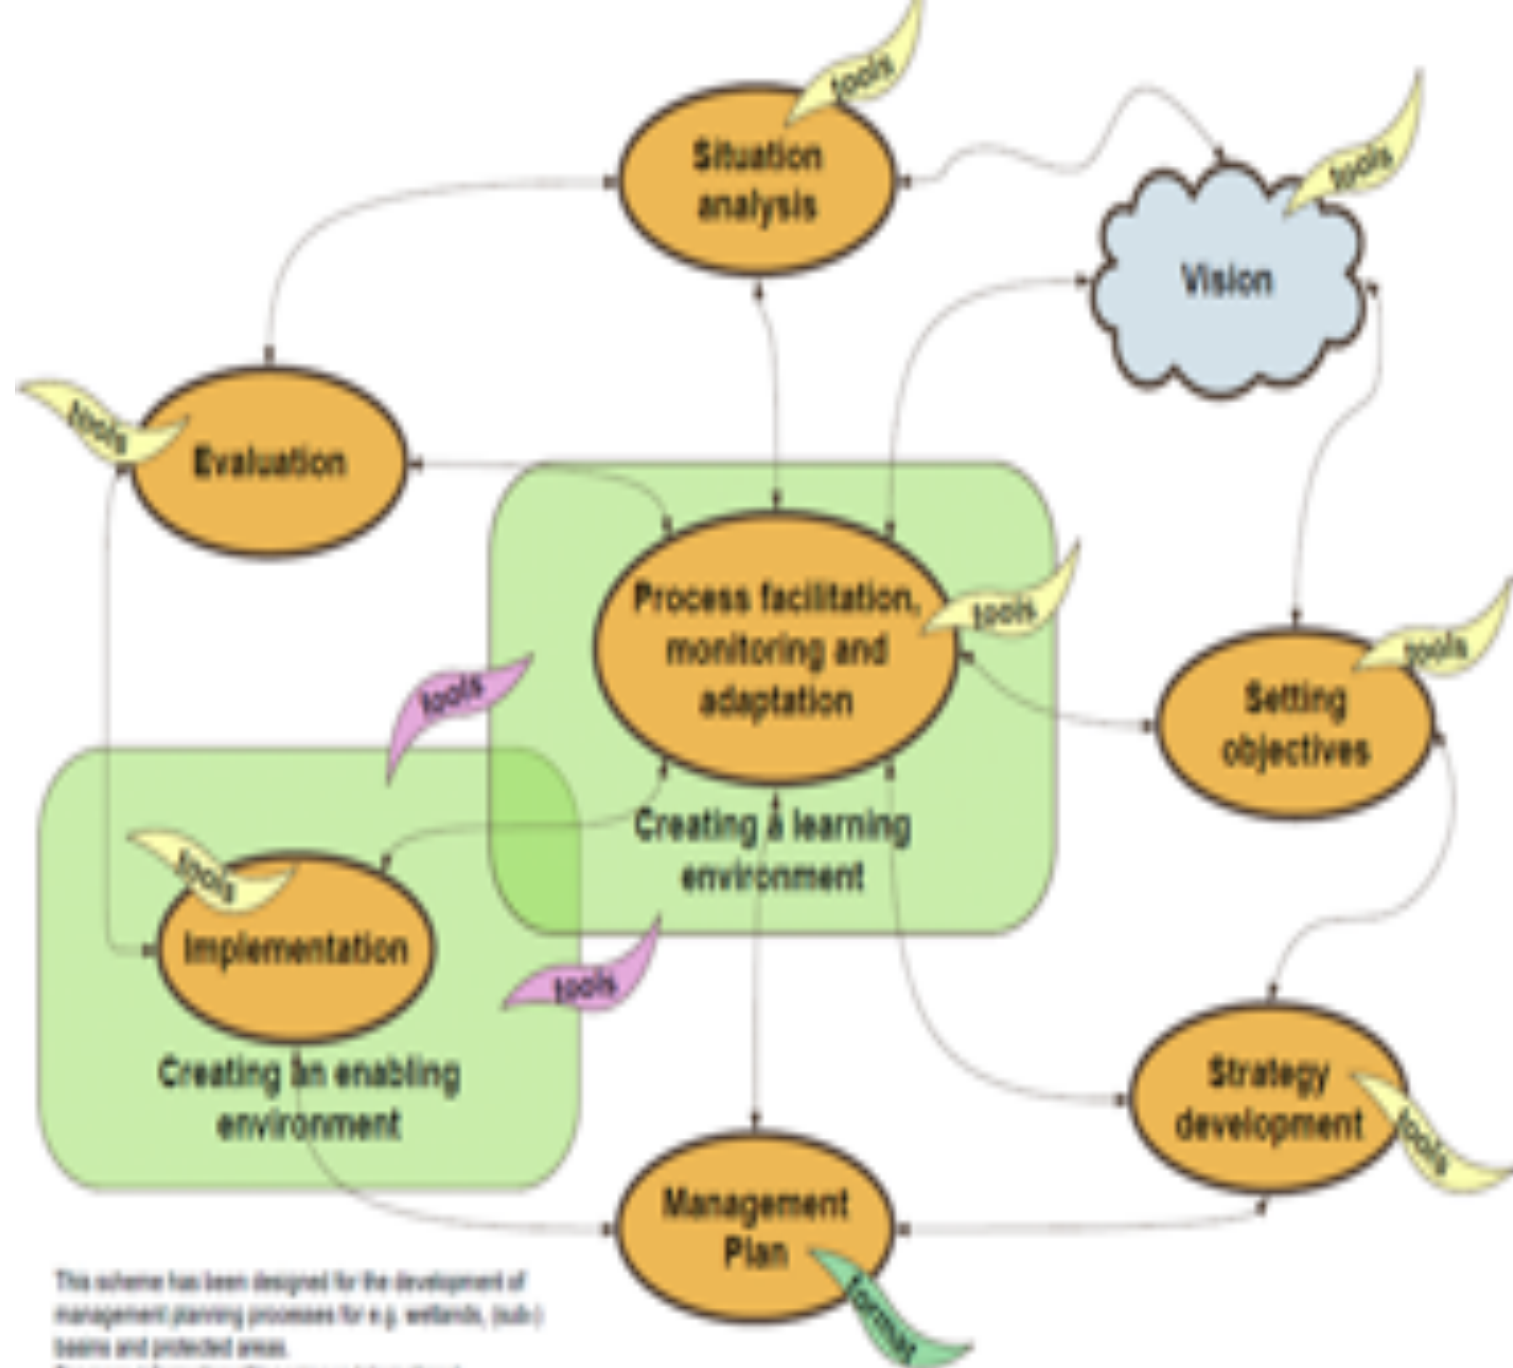 tools
Situation
analysis
tools
Vision
tools
Evaluation
Process facilitation,
monitoring and
adaptation
tools
tools
Setting
objectives
tools
Creating a learning
environment
tools
Implementation
tools
Creating an enabling
environment
Strategy
development
tools
Management
Plan
format
This scheme has been designed for the development of
management planning processes for e.g. wetlands, (sub-)
basins and protected areas.